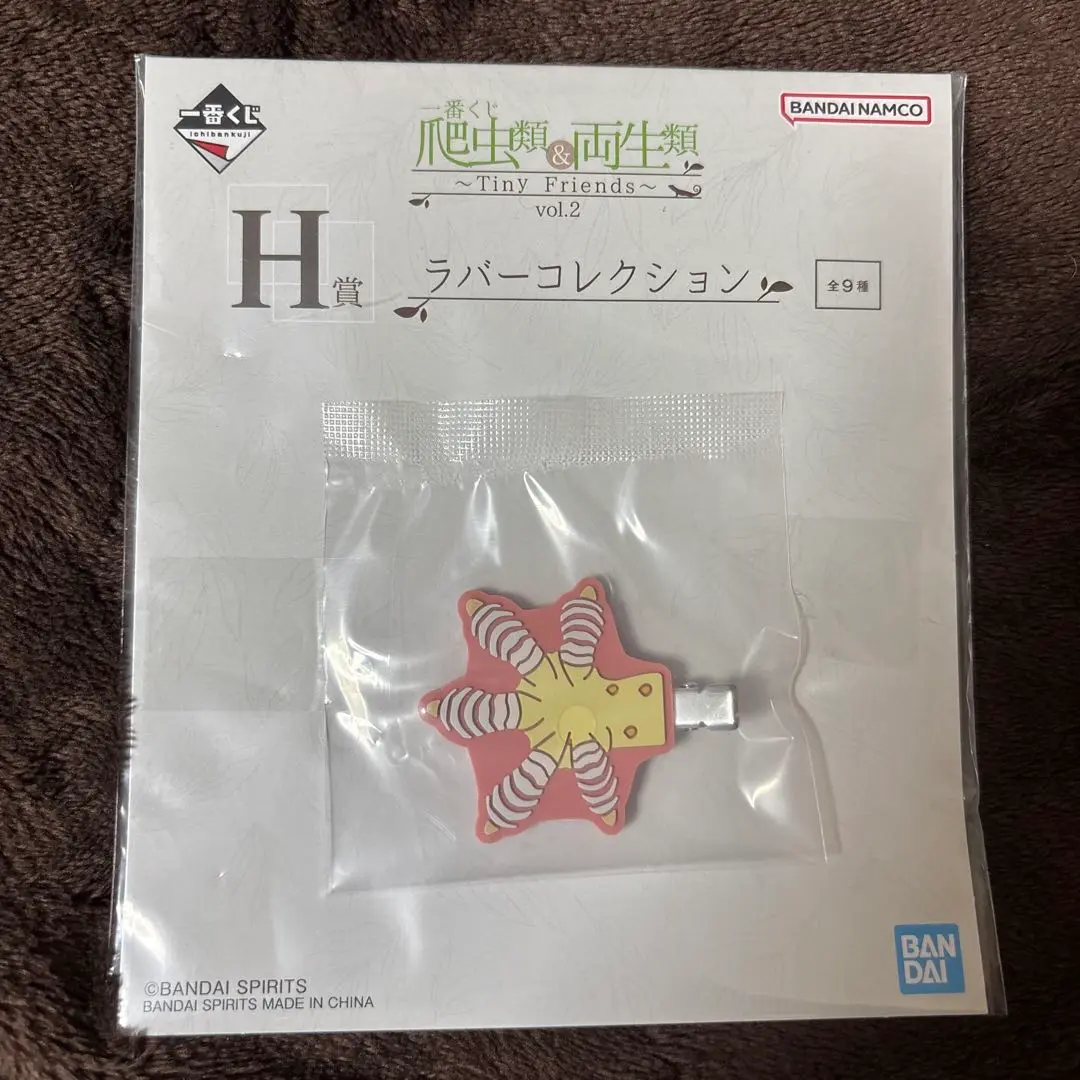 一番くじ
ichibankuji
一番くじ
爬虫類&両生類
～Tiny Friends～
vol.2
BANDAI NAMCO
H賞
ラバーコレクション
全9種
©BANDAI SPIRITS
BANDAI SPIRITS MADE IN CHINA
BAN
DAI